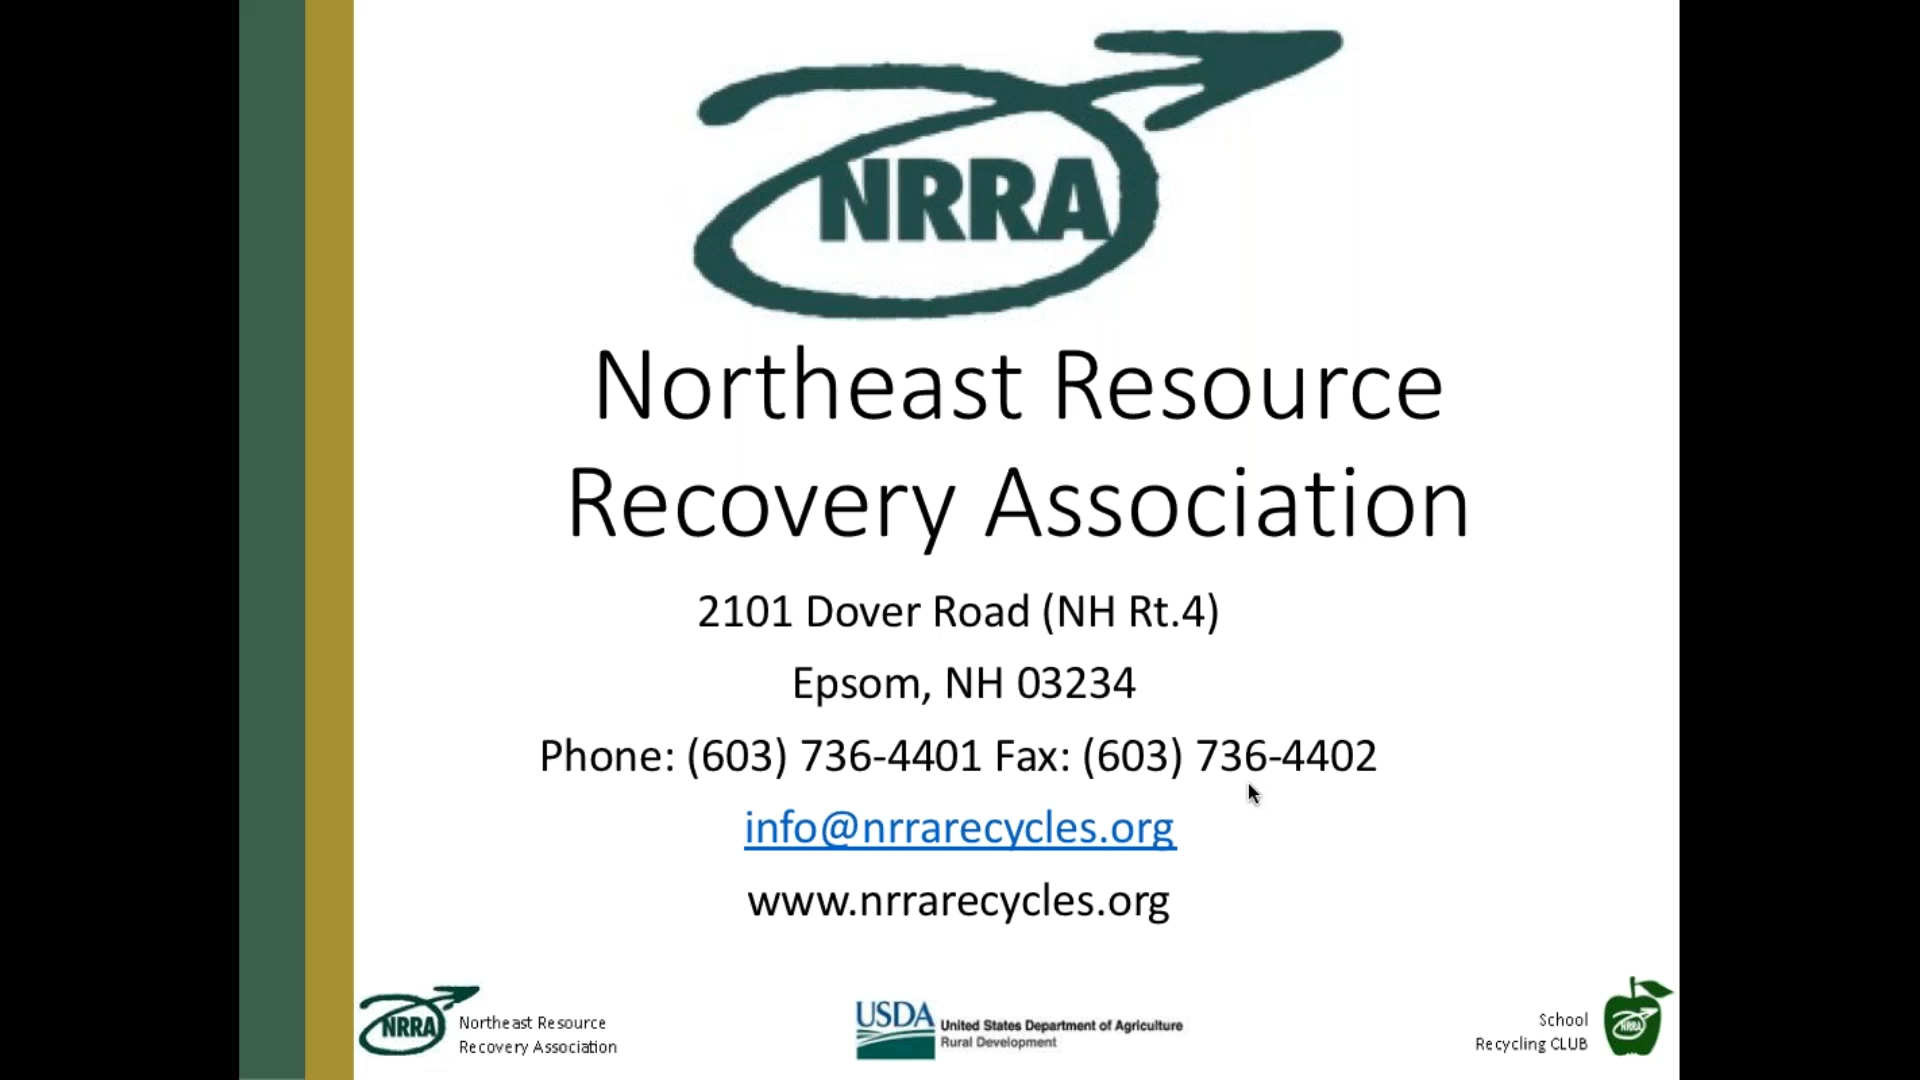 NRRA
Northeast Resource
Recovery Association
2101 Dover Road (NH Rt.4)
Epsom, NH 03234
Phone: (603) 736-4401 Fax: (603) 736-4402
info@nrrarecycles.org
www.nrrarecycles.org
NRRA
Northeast Resource
Recovery Association
USDA
United States Department of Agriculture
Rural Development
School
Recycling CLUB
NRRA